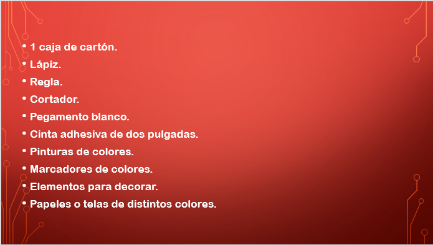 • 1 caja de cartón.
• Lápiz.
• Regla.
• Cortador.
• Pegamento blanco.
• Cinta adhesiva de dos pulgadas.
• Pinturas de colores.
• Marcadores de colores.
• Elementos para decorar.
• Papeles o telas de distintos colores.